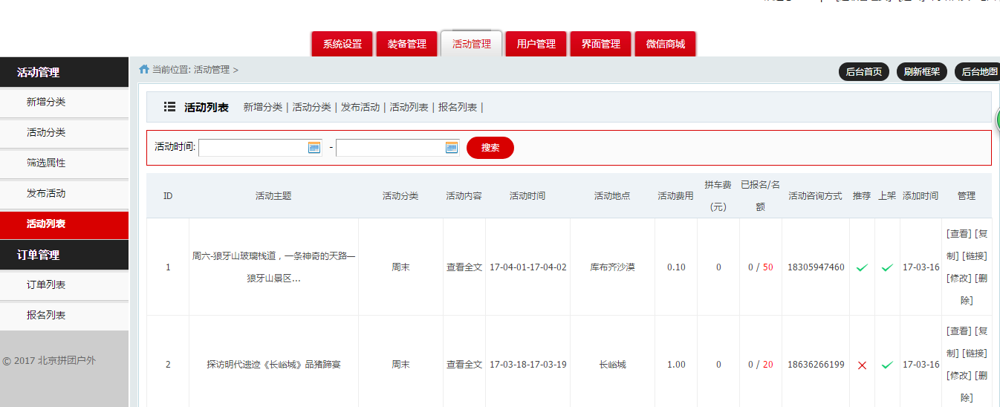 系统设置 装备管理 活动管理 用户管理 界面管理 微信商城
活动管理
新增分类
活动分类
筛选属性
发布活动
活动列表
订单管理
订单列表
报名列表
© 2017 北京拼团户外
当前位置: 活动管理 >
后台首页 刷新框架 后台地图
活动列表 新增分类 | 活动分类 | 发布活动 | 活动列表 | 报名列表 |
活动时间: - 搜索
ID 活动主题 活动分类 活动内容 活动时间 活动地点 活动费用 拼车费(元) 已报名/名额 活动咨询方式 推荐 上架 添加时间 管理
1 周六-狼牙山玻璃栈道，一条神奇的天路—狼牙山景区... 周末 查看全文 17-04-01-17-04-02 库布齐沙漠 0.10 0 0 / 50 18305947460 17-03-16 [查看] [复制] [链接] [修改] [删除]
2 探访明代遗迹《长峪城》品猪蹄宴 周末 查看全文 17-03-18-17-03-19 长峪城 1.00 0 0 / 20 18636266199 17-03-16 [查看] [复制] [链接] [修改] [删除]